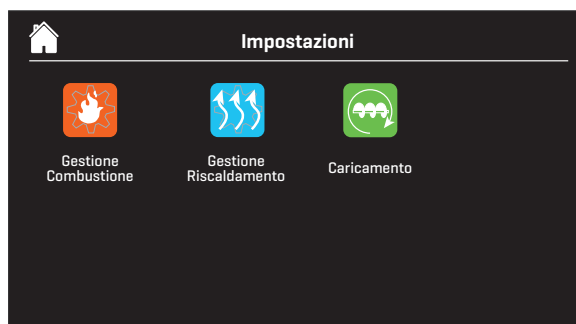 Impostazioni
Gestione
Combustione
Gestione
Riscaldamento
Caricamento